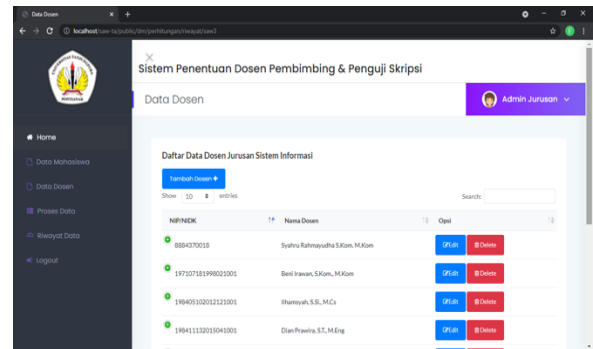 Data Dosen
localhost/saw-ta/public/dm/perhitungan/riwayat/saw3
Sistem Penentuan Dosen Pembimbing & Penguji Skripsi
Data Dosen
Admin Jurusan
Home
Data Mahasiswa
Data Dosen
Proses Data
Riwayat Data
Logout
Daftar Data Dosen Jurusan Sistem Informasi
Tambah Dosen
Show 10 entries
Search:
NIP/NIDK Nama Dosen Opsi
8884370018 Syahru Rahmayudha S.Kom. M.Kom Edit Delete
197107181998021001 Beni Irawan, S.Kom., M.Kom Edit Delete
198405102012121001 Ilhamsyah, S.Si., M.Cs Edit Delete
198411132015041001 Dian Prawira, S.T., M.Eng Edit Delete